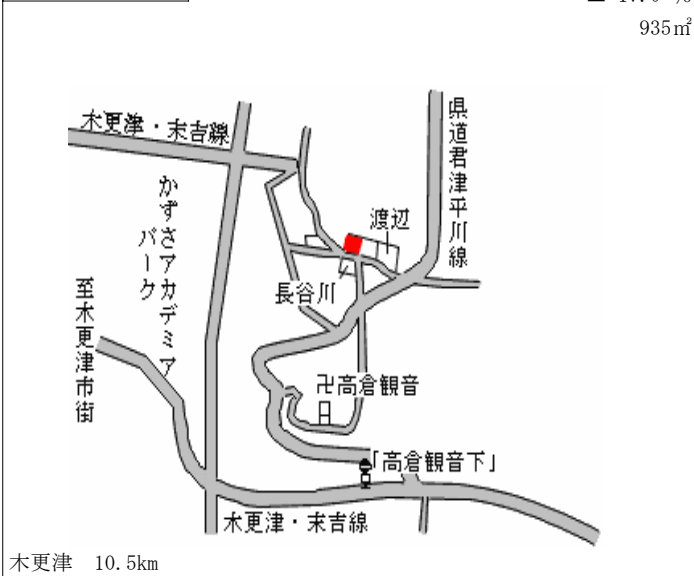 935㎡
木更津・末吉線
県道君津平川線
かずさアカデミア
パーク
渡辺
長谷川
至木更津市街
卍高倉観音
「高倉観音下」
木更津・末吉線
木更津 10.5km